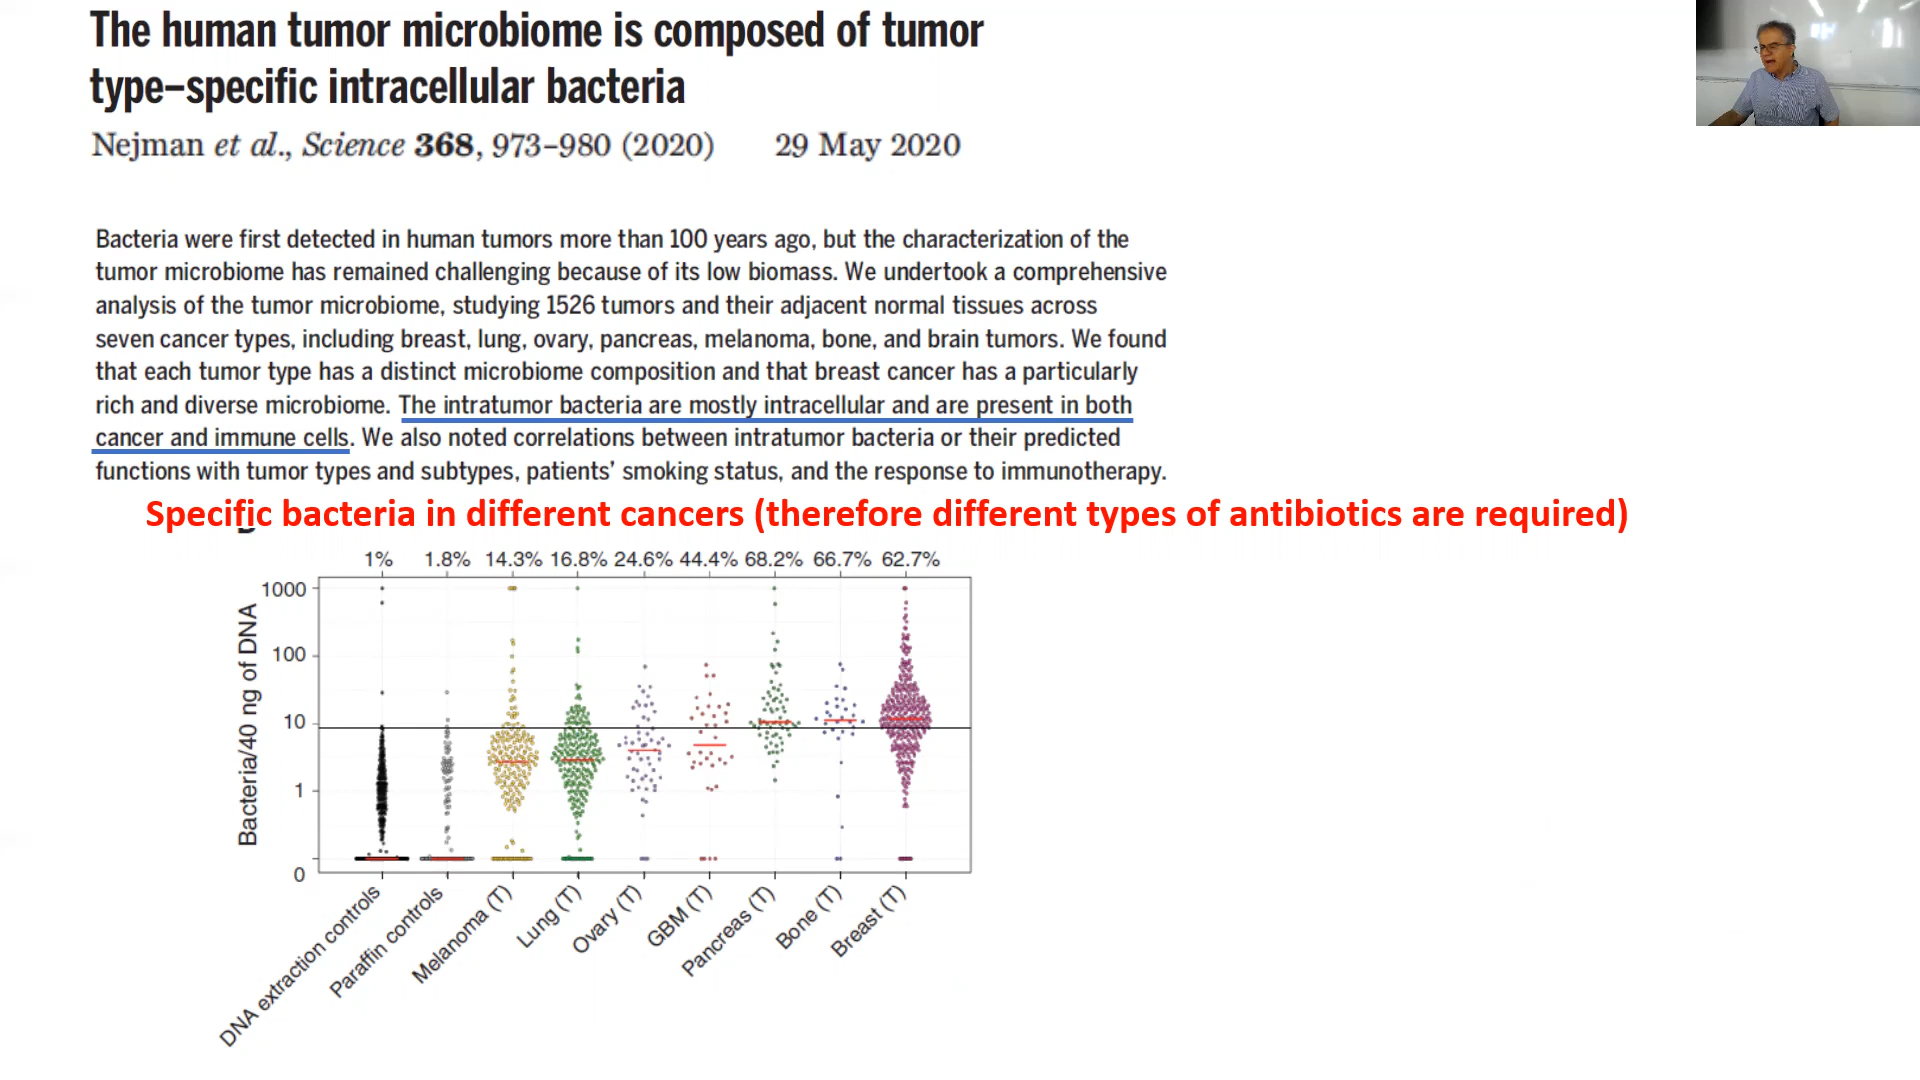 The human tumor microbiome is composed of tumor
type–specific intracellular bacteria
Nejman et al., Science 368, 973–980 (2020) 29 May 2020
Bacteria were first detected in human tumors more than 100 years ago, but the characterization of the
tumor microbiome has remained challenging because of its low biomass. We undertook a comprehensive
analysis of the tumor microbiome, studying 1526 tumors and their adjacent normal tissues across
seven cancer types, including breast, lung, ovary, pancreas, melanoma, bone, and brain tumors. We found
that each tumor type has a distinct microbiome composition and that breast cancer has a particularly
rich and diverse microbiome. The intratumor bacteria are mostly intracellular and are present in both
cancer and immune cells. We also noted correlations between intratumor bacteria or their predicted
functions with tumor types and subtypes, patients’ smoking status, and the response to immunotherapy.
Specific bacteria in different cancers (therefore different types of antibiotics are required)
1% 1.8% 14.3% 16.8% 24.6% 44.4% 68.2% 66.7% 62.7%
Bacteria/40 ng of DNA
1000
100
10
1
0
DNA extraction controls
Paraffin controls
Melanoma (T)
Lung (T)
Ovary (T)
GBM (T)
Pancreas (T)
Bone (T)
Breast (T)